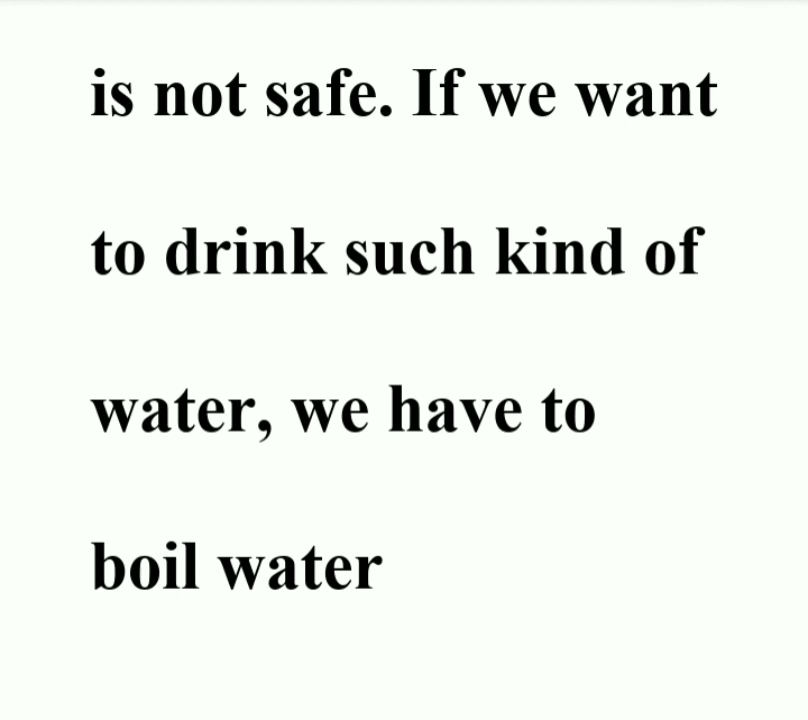 is not safe. If we want
to drink such kind of
water, we have to
boil water